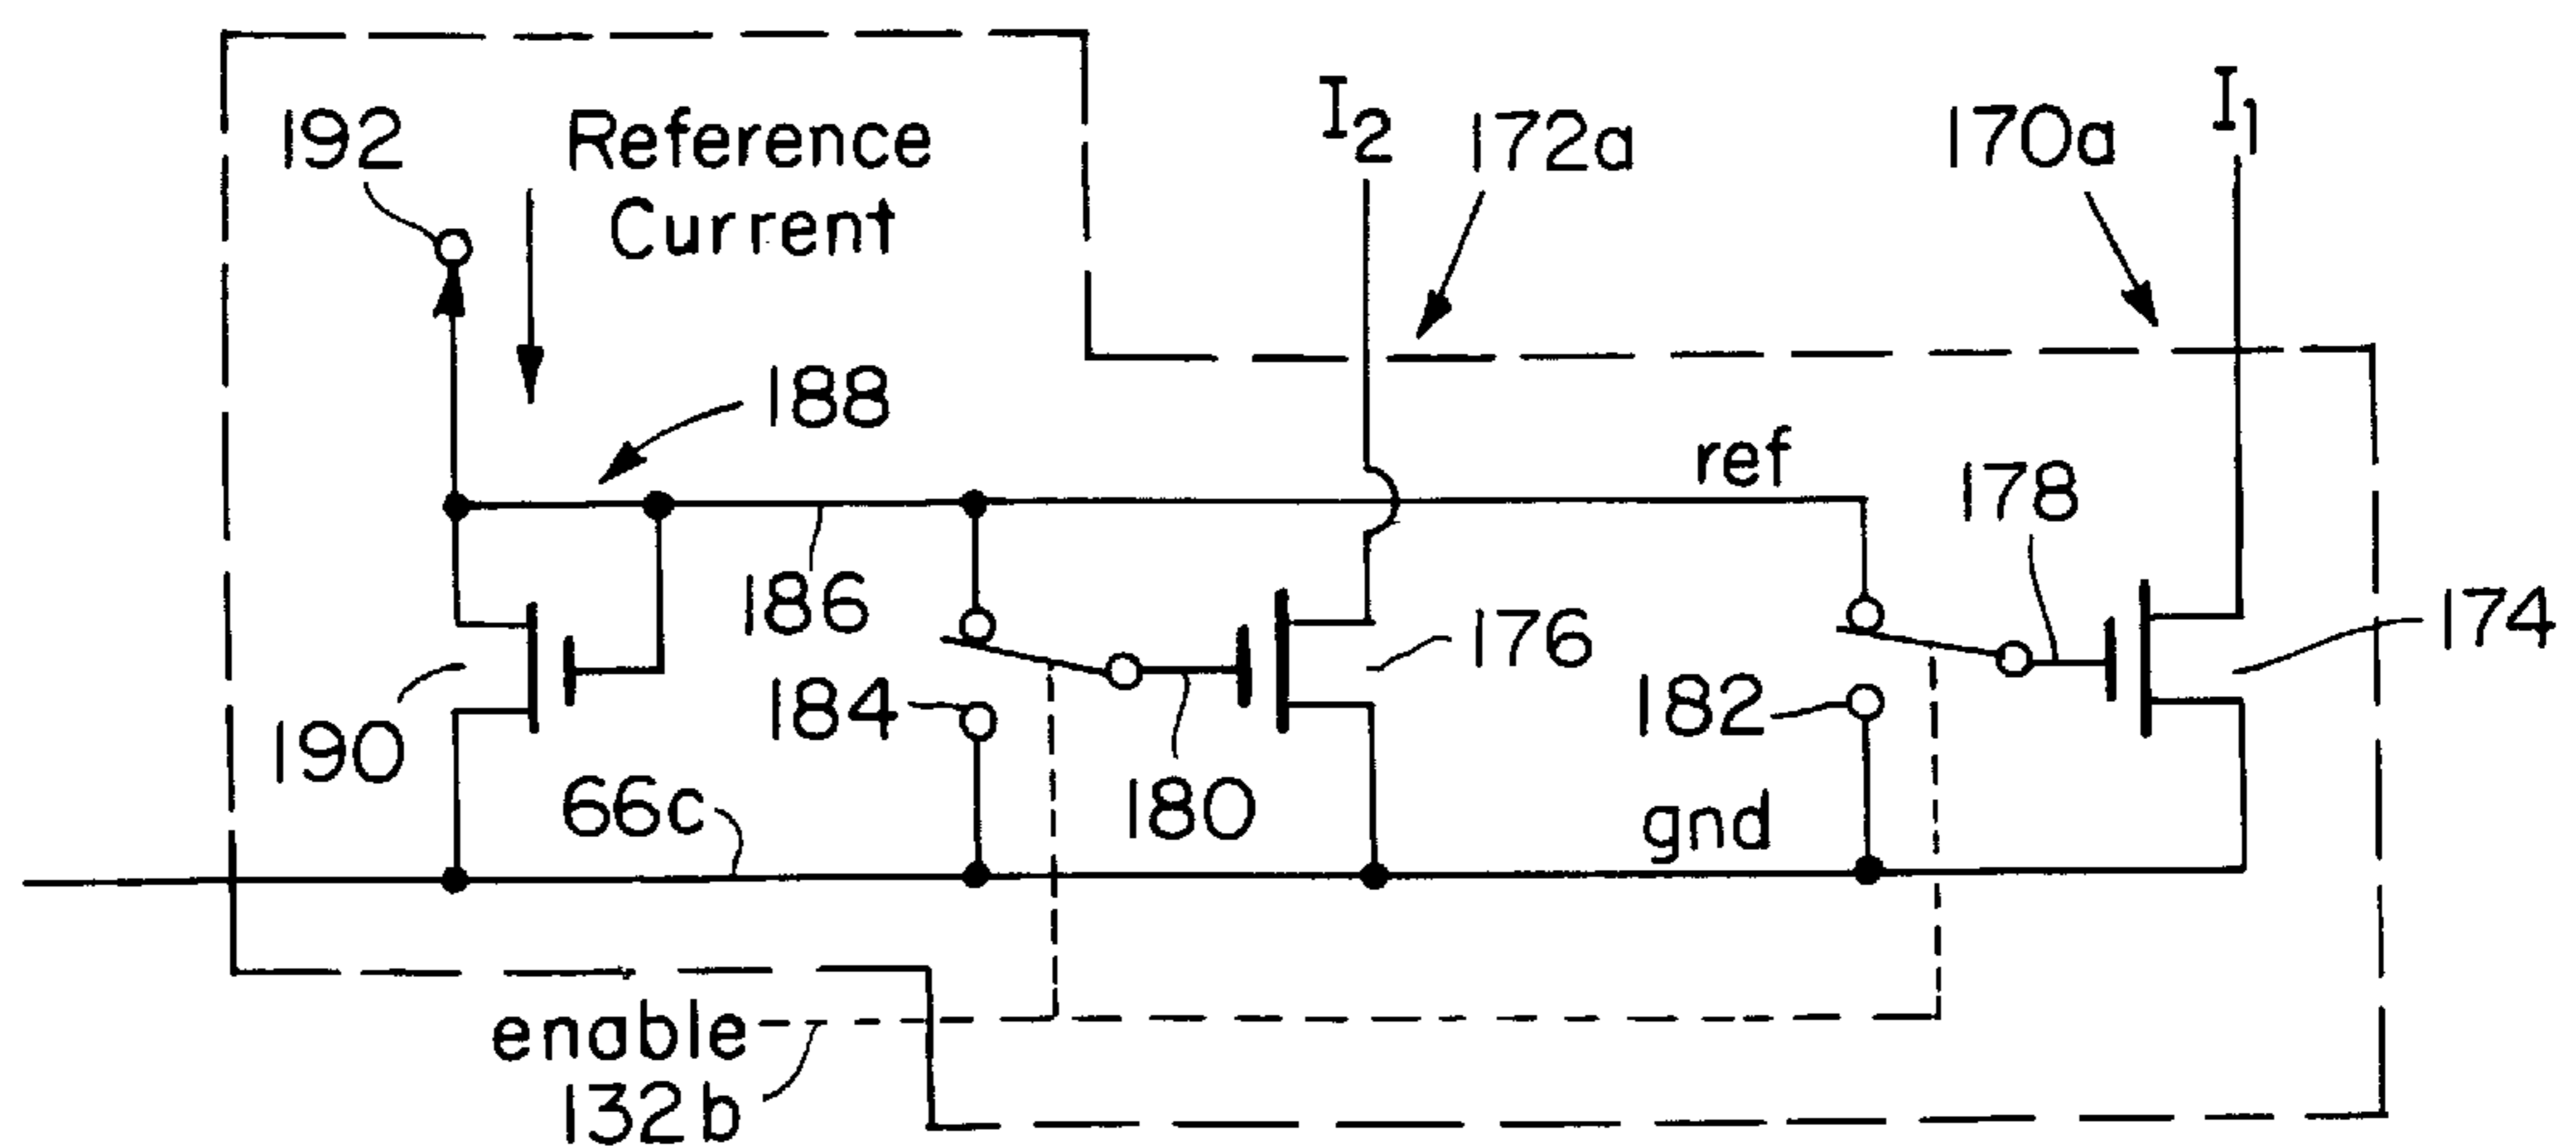 192
Reference
Current
I2
172a
170a
I1
188
ref
178
186
176
174
184
182
190
66c
180
gnd
enable
132b